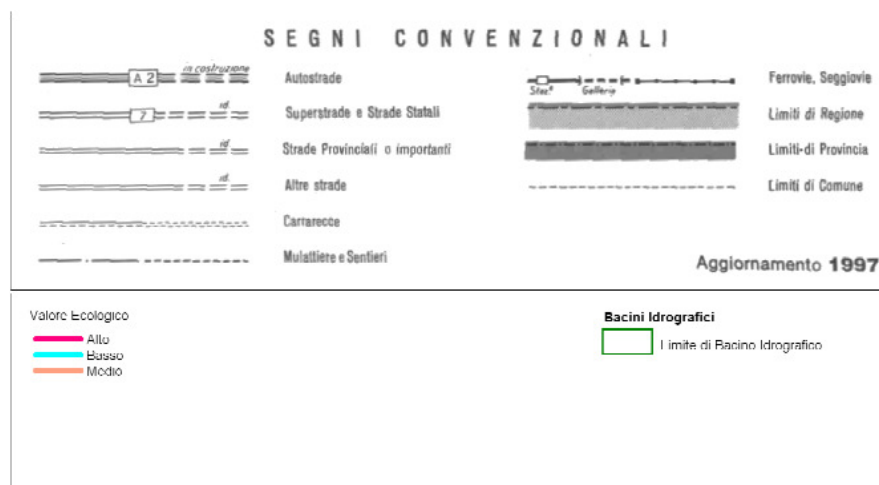 SEGNI CONVENZIONALI
in costruzione
A 2
Autostrade
id.
7
Superstrade e Strade Statali
id.
Strade Provinciali o importanti
id.
Altre strade
Carrarecce
Mulattiere e Sentieri
Staz.e
Galleria
Ferrovie, Seggiovie
Limiti di Regione
Limiti di Provincia
Limiti di Comune
Aggiornamento 1997
Valore Ecologico
Alto
Basso
Medio
Bacini Idrografici
Limite di Bacino Idrografico